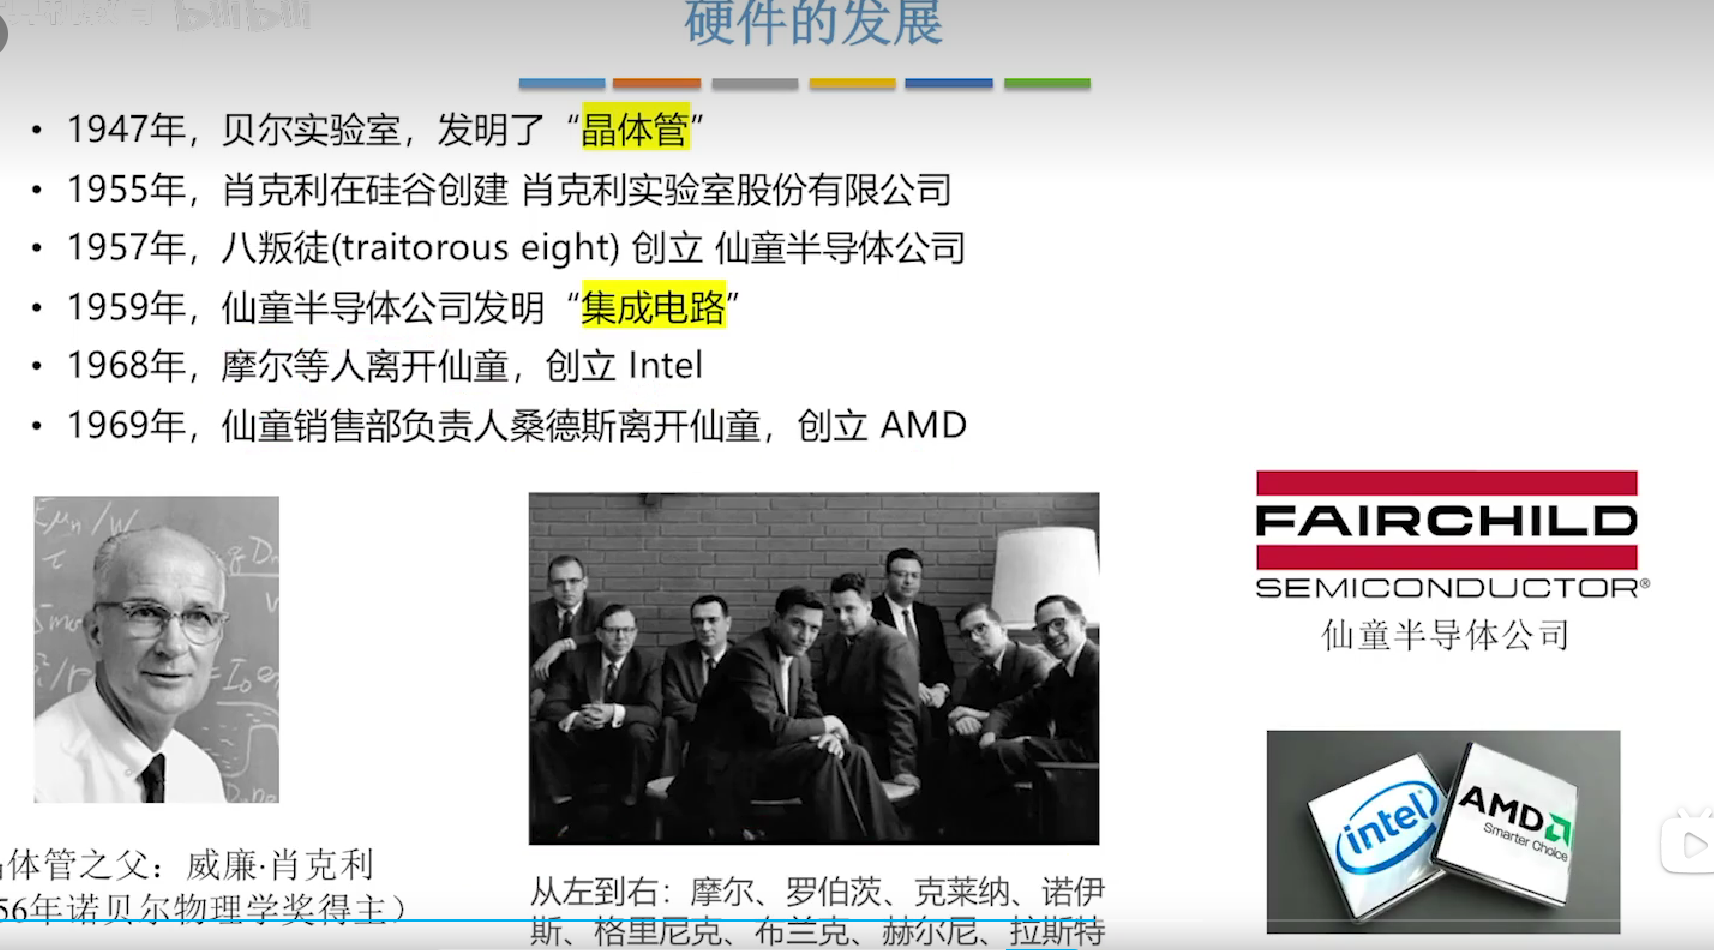 bilibili
硬件的发展
• 1947年，贝尔实验室，发明了“晶体管”
• 1955年，肖克利在硅谷创建 肖克利实验室股份有限公司
• 1957年，八叛徒(traitorous eight) 创立 仙童半导体公司
• 1959年，仙童半导体公司发明“集成电路”
• 1968年，摩尔等人离开仙童，创立 Intel
• 1969年，仙童销售部负责人桑德斯离开仙童，创立 AMD
FAIRCHILD
SEMICONDUCTOR®
仙童半导体公司
intel
AMD
Smarter Choice
体管之父：威廉·肖克利
56年诺贝尔物理学奖得主）
从左到右：摩尔、罗伯茨、克莱纳、诺伊
斯、格里尼克、布兰克、赫尔尼、拉斯特